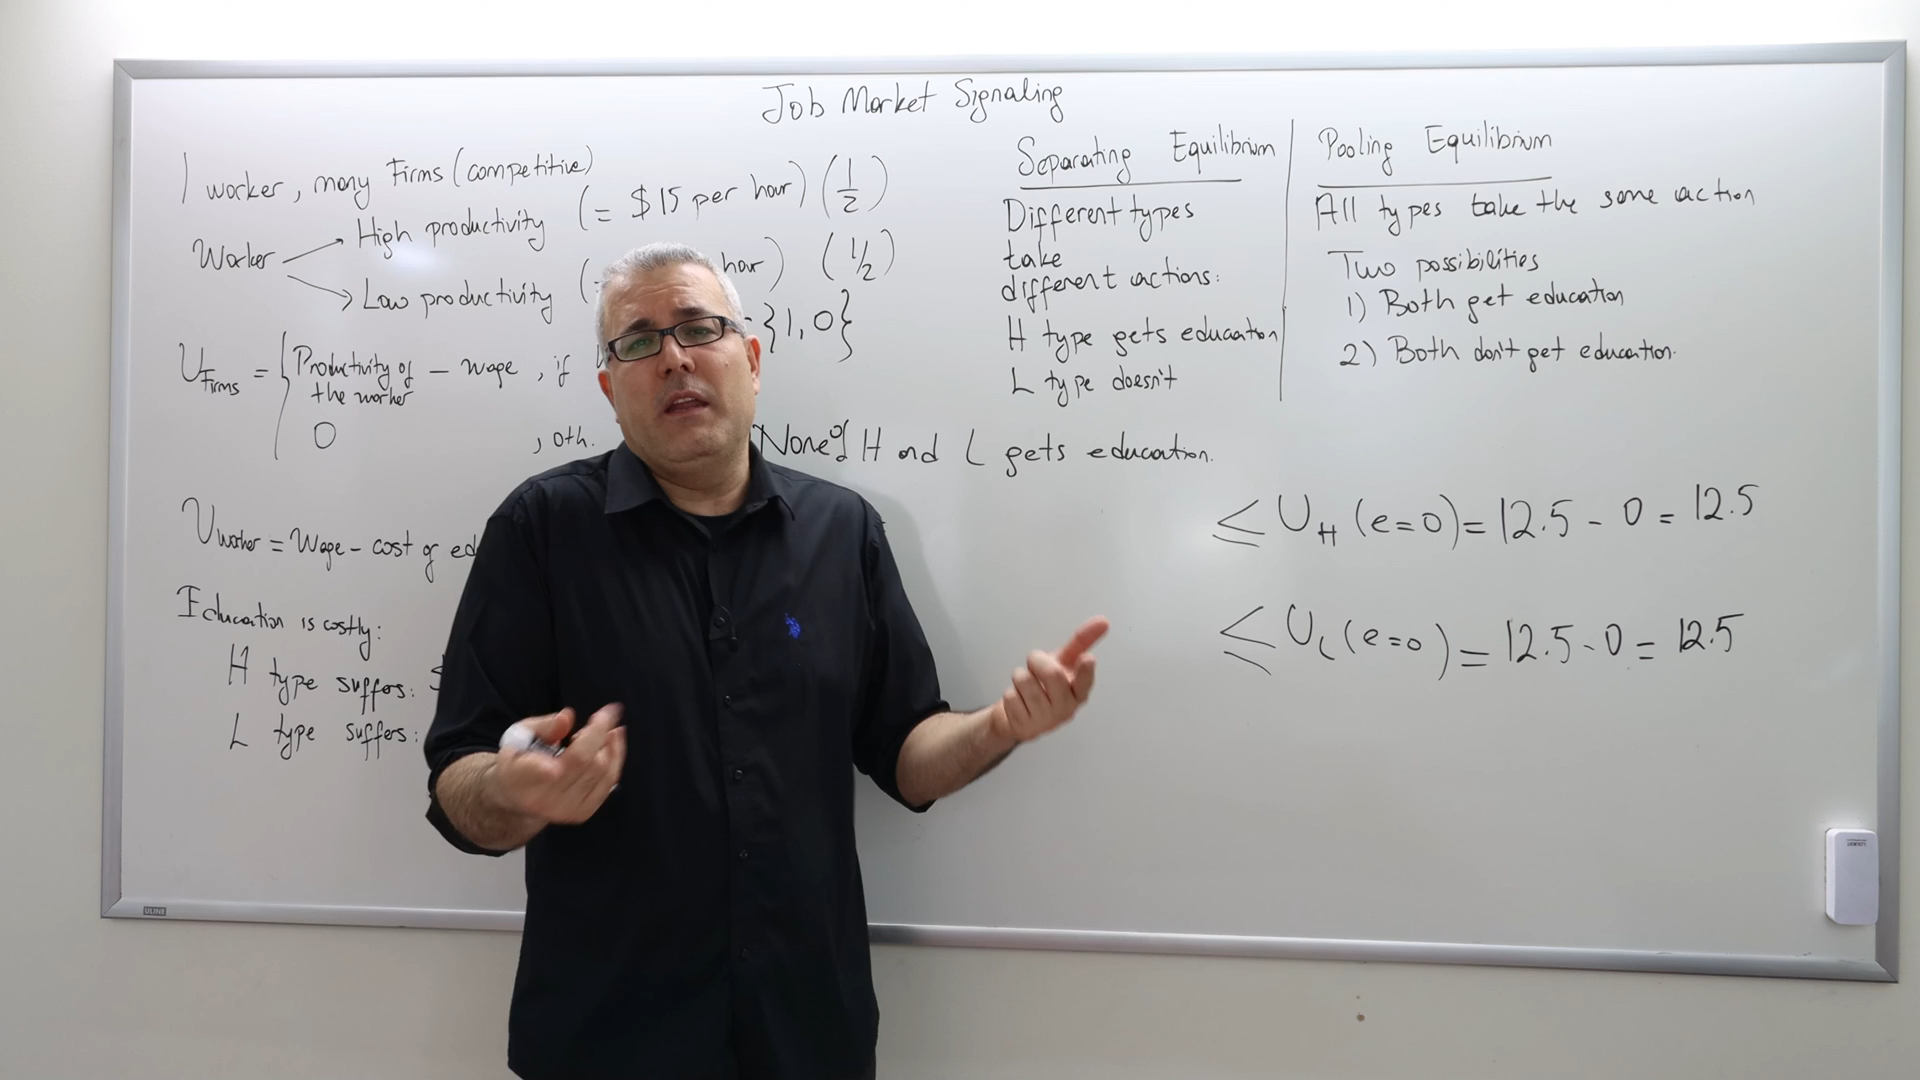 Job Market Signaling
1 worker, many Firms (competitive)
Worker
High productivity (= $15 per hour) (1/2)
Low productivity ( hour) (1/2)
{1, 0}
U Firms = { Productivity of the worker - wage , if
0 , oth.
U worker = Wage - cost of
Education is costly:
H type suffers:
L type suffers:
Separating Equilibrium
Different types
take
different actions:
H type gets education
L type doesn't
Pooling Equilibrium
All types take the same action
Two possibilities
1) Both get education
2) Both don't get education.
None of H and L gets education.
≤ U_H (e=0) = 12.5 - 0 = 12.5
≤ U_L (e=0) = 12.5 - 0 = 12.5
ULINE